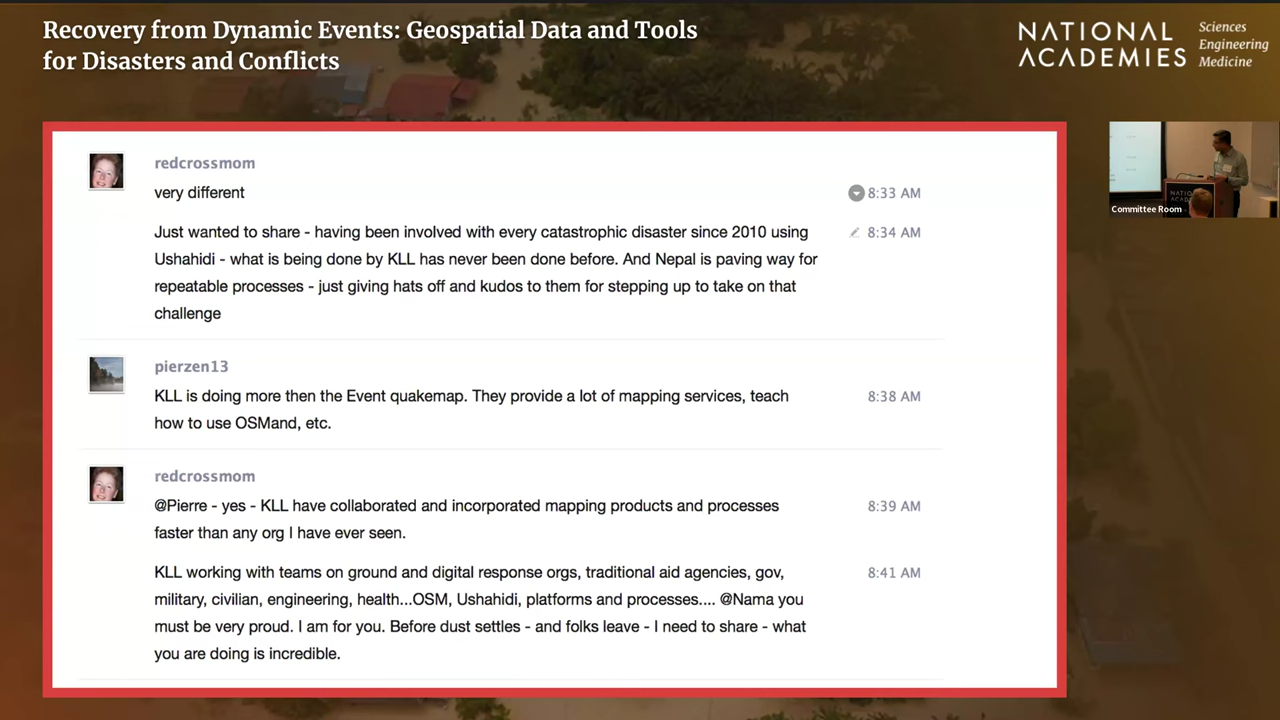 Recovery from Dynamic Events: Geospatial Data and Tools
for Disasters and Conflicts
NATIONAL
ACADEMIES
Sciences
Engineering
Medicine
redcrossmom
very different
8:33 AM
Just wanted to share - having been involved with every catastrophic disaster since 2010 using
8:34 AM
Ushahidi - what is being done by KLL has never been done before. And Nepal is paving way for
repeatable processes - just giving hats off and kudos to them for stepping up to take on that
challenge
pierzen13
KLL is doing more then the Event quakemap. They provide a lot of mapping services, teach
8:38 AM
how to use OSMand, etc.
redcrossmom
@Pierre - yes - KLL have collaborated and incorporated mapping products and processes
8:39 AM
faster than any org I have ever seen.
KLL working with teams on ground and digital response orgs, traditional aid agencies, gov,
8:41 AM
military, civilian, engineering, health...OSM, Ushahidi, platforms and processes.... @Nama you
must be very proud. I am for you. Before dust settles - and folks leave - I need to share - what
you are doing is incredible.
Committee Room